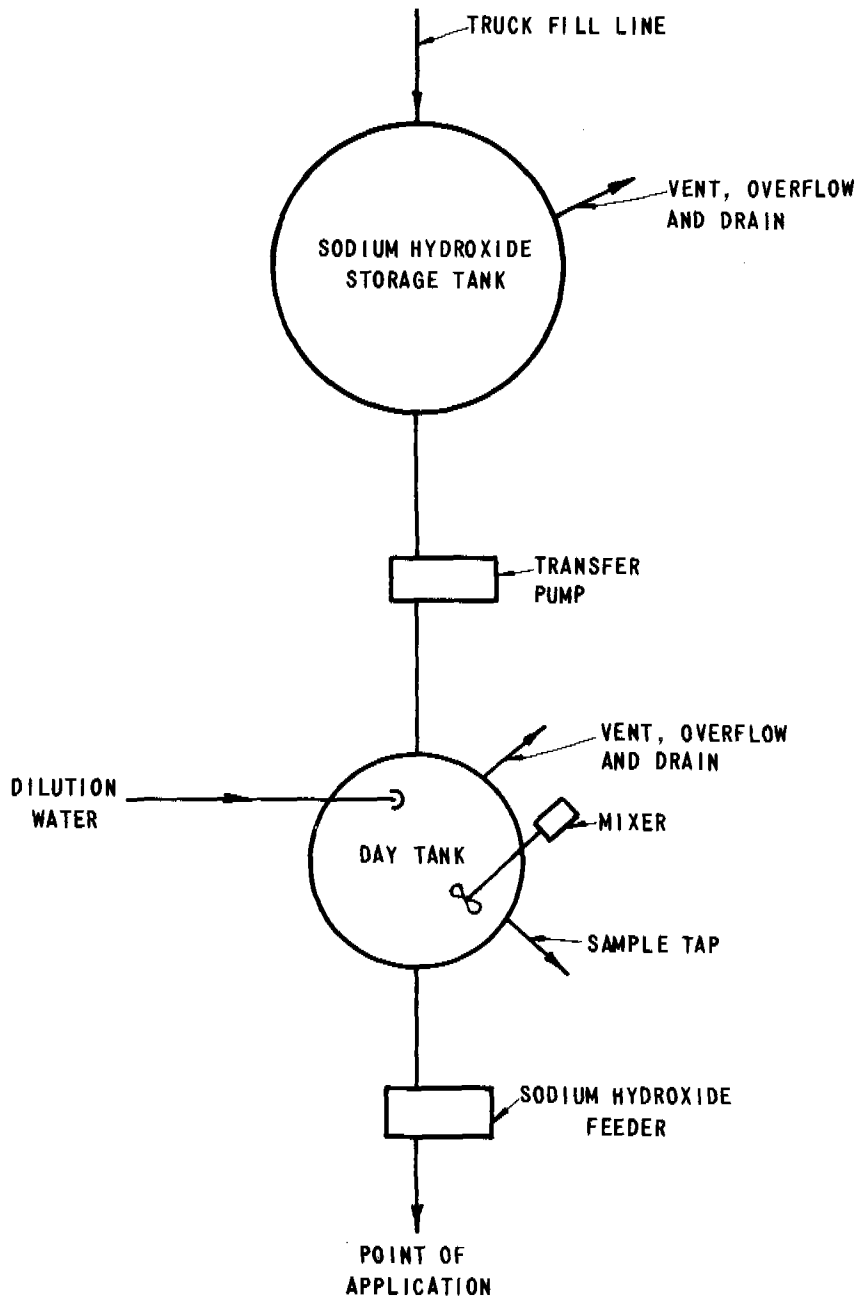 TRUCK FILL LINE
VENT, OVERFLOW
AND DRAIN
SODIUM HYDROXIDE
STORAGE TANK
TRANSFER
PUMP
VENT, OVERFLOW
AND DRAIN
DILUTION
WATER
MIXER
DAY TANK
SAMPLE TAP
SODIUM HYDROXIDE
FEEDER
POINT OF
APPLICATION